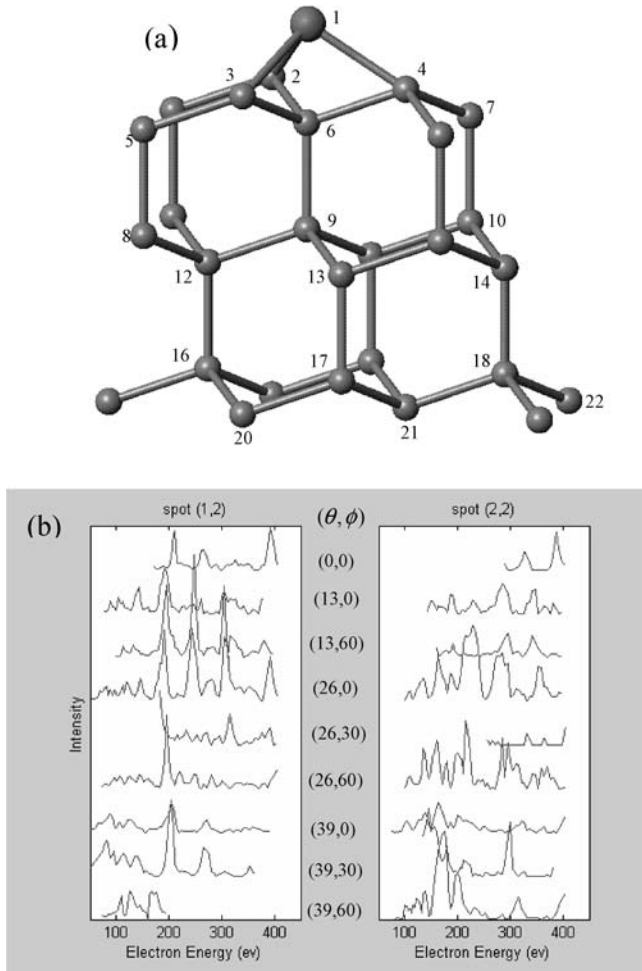 (a)
1
2
3
4
5
6
7
8
9
10
12
13
14
16
17
18
20
21
22
(b)
spot (1,2)
(θ,ϕ)
spot (2,2)
(0,0)
(13,0)
(13,60)
(26,0)
(26,30)
(26,60)
(39,0)
(39,30)
(39,60)
Intensity
100 200 300 400
100 200 300 400
Electron Energy (ev)
Electron Energy (ev)